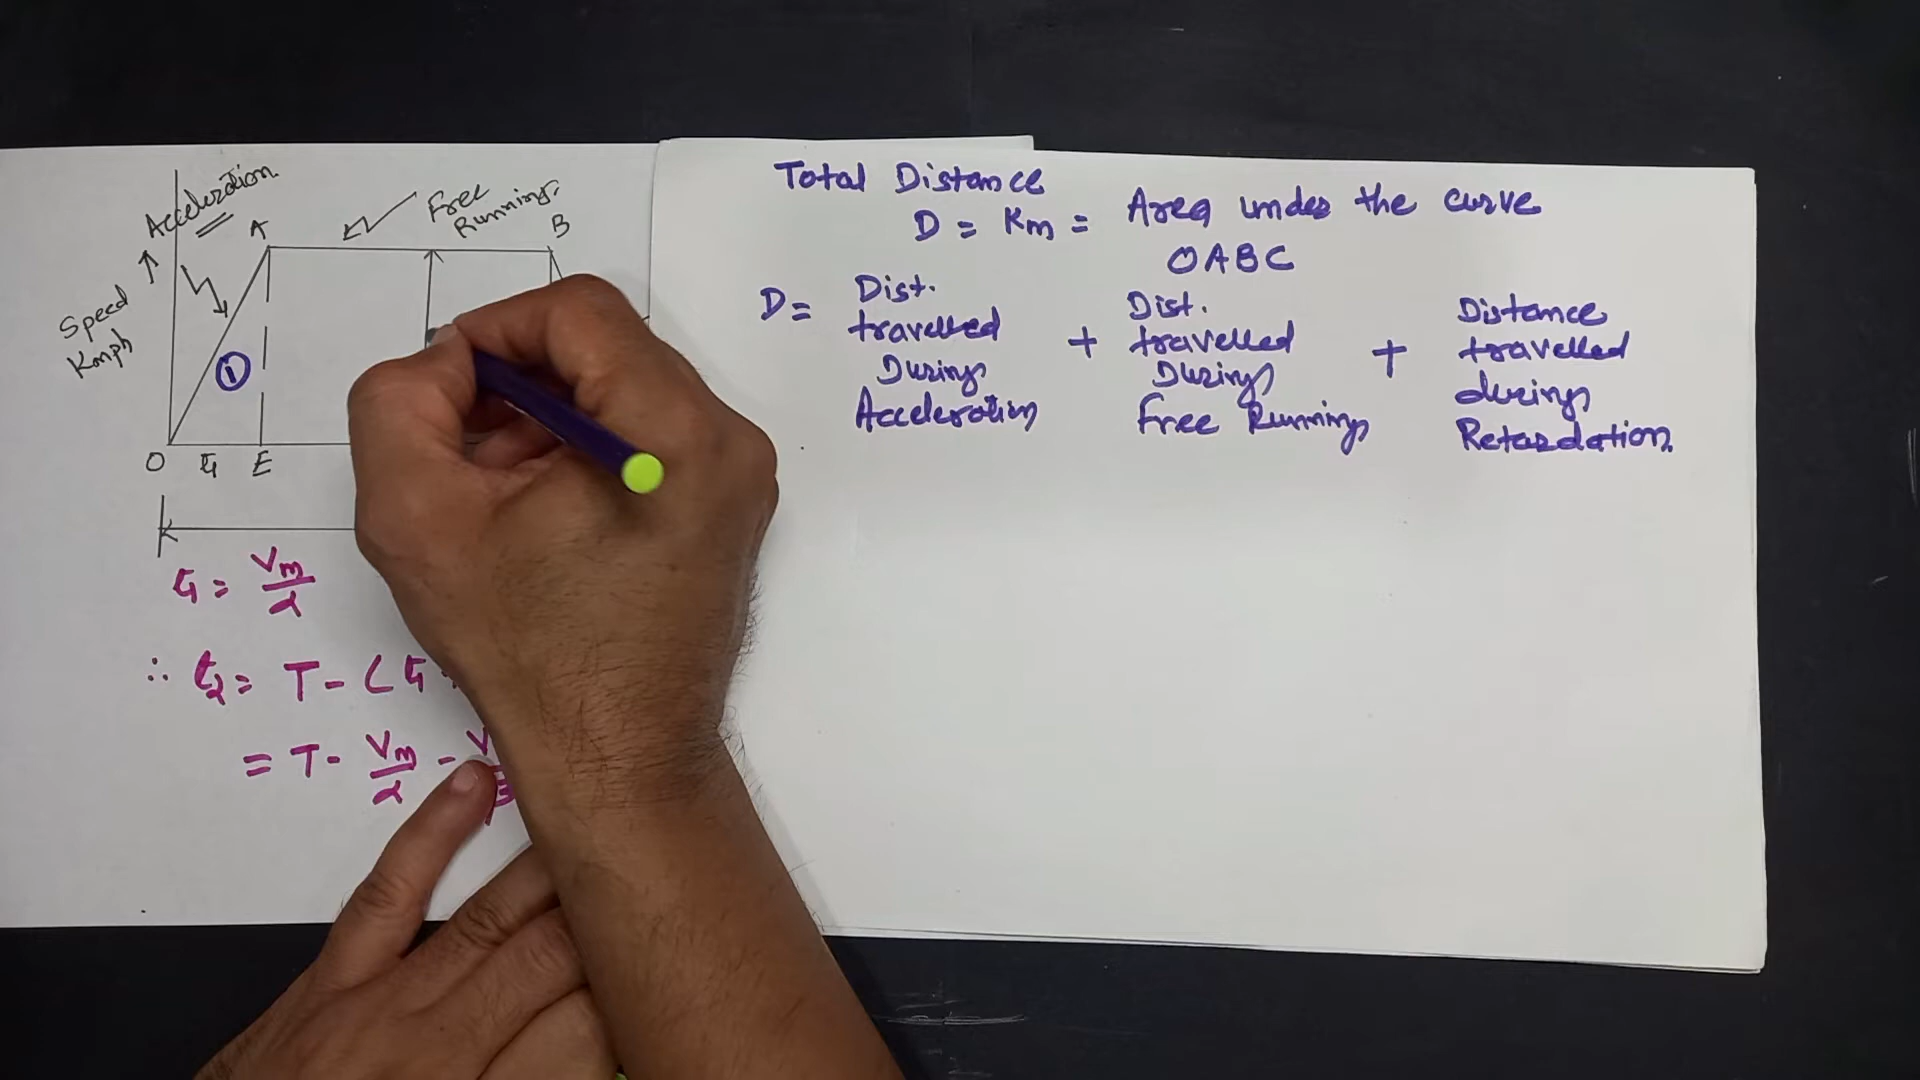 Acceleration
A
Free
Running
B
Speed
Kmph
1
O t1 E
t1 = Vm/α
∴ t2 = T - (t1
= T - Vm/α - V
Total Distance
D = Km = Area under the curve
OABC
D = Dist.
travelled
During
Acceleration
+
Dist.
travelled
During
Free Running
+
Distance
travelled
during
Retardation.